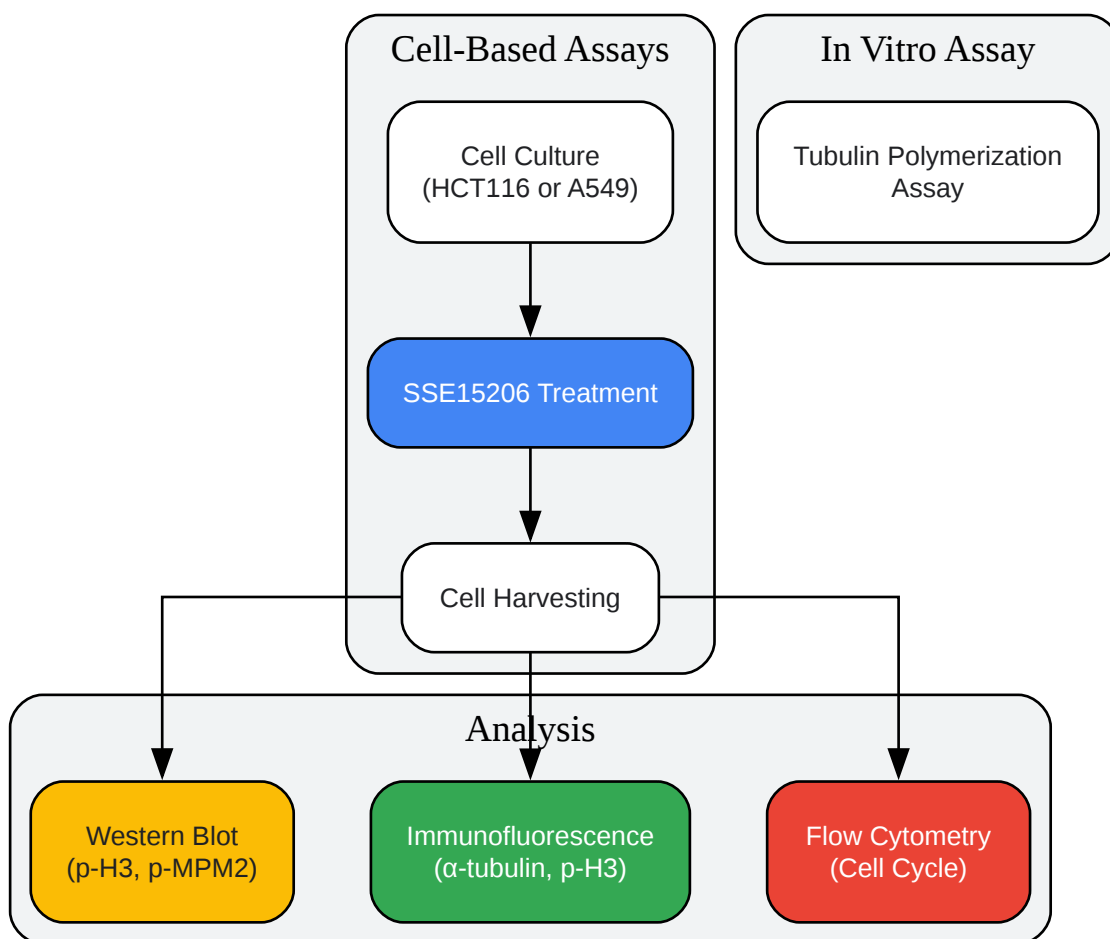 Cell-Based Assays
In Vitro Assay
Cell Culture
(HCT116 or A549)
Tubulin Polymerization
Assay
SSE15206 Treatment
Cell Harvesting
Analysis
Western Blot
(p-H3, p-MPM2)
Immunofluorescence
(α-tubulin, p-H3)
Flow Cytometry
(Cell Cycle)